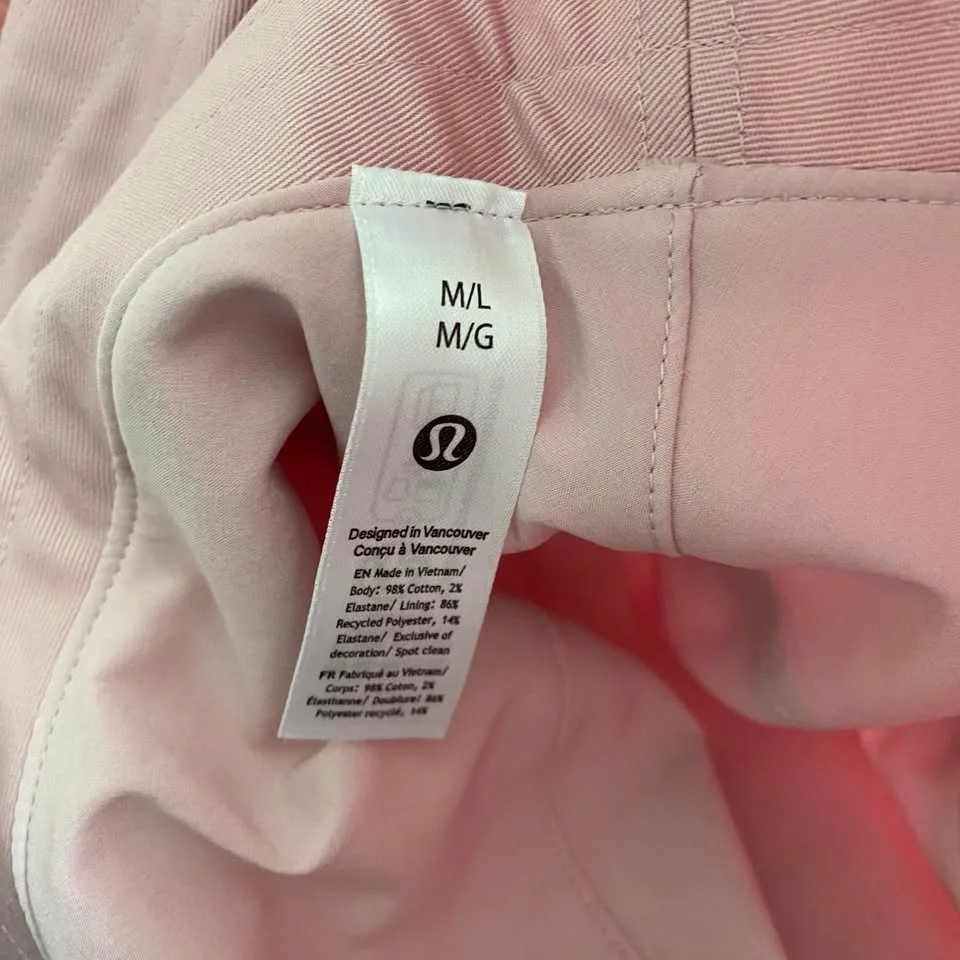 M/L
M/G
Designed in Vancouver
Conçu à Vancouver
EN Made in Vietnam/
Body: 98% Cotton, 2%
Elastane/ Lining: 86%
Recycled Polyester, 14%
Elastane/ Exclusive of
decoration/ Spot clean
FR Fabriqué au Vietnam/
Corps: 98% Coton, 2%
Élasthanne/ Doublure: 86%
Polyester recyclé, 14%